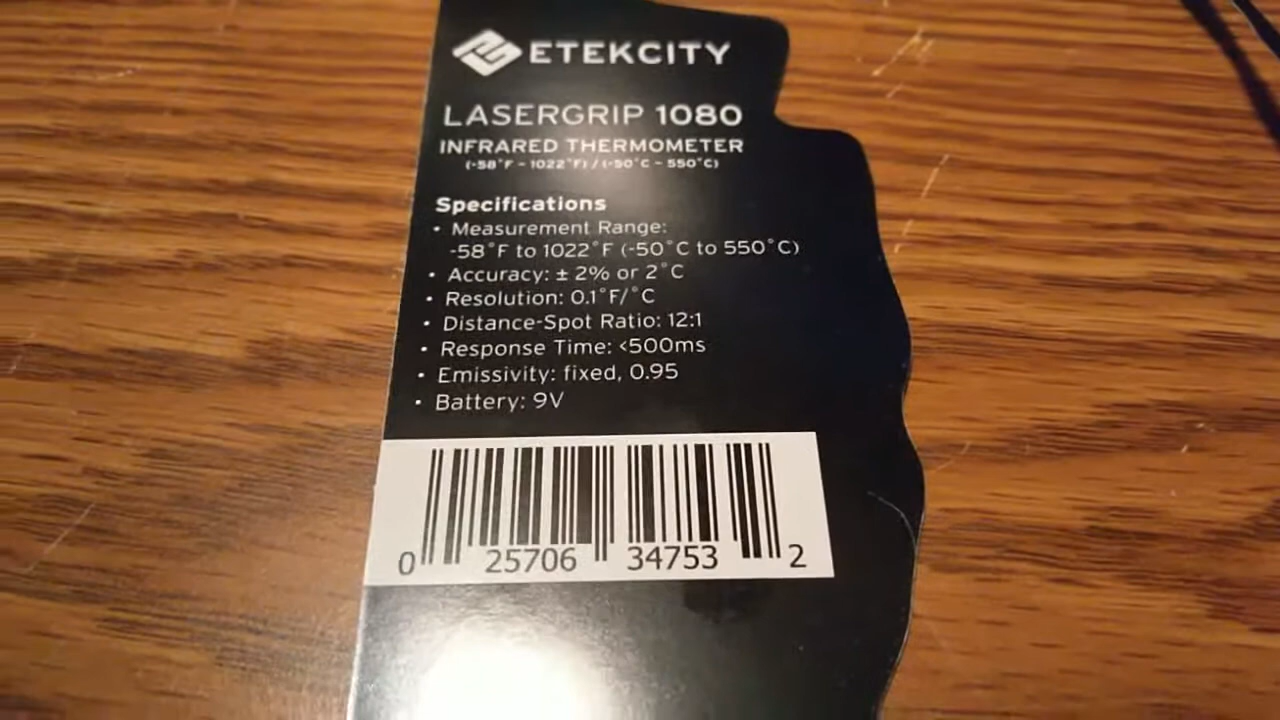 ETEKCITY
LASERGRIP 1080
INFRARED THERMOMETER
(-58°F - 1022°F) / (-50°C - 550°C)
Specifications
• Measurement Range:
-58°F to 1022°F (-50°C to 550°C)
• Accuracy: ± 2% or 2°C
• Resolution: 0.1°F/°C
• Distance-Spot Ratio: 12:1
• Response Time: <500ms
• Emissivity: fixed, 0.95
• Battery: 9V
0 25706 34753 2